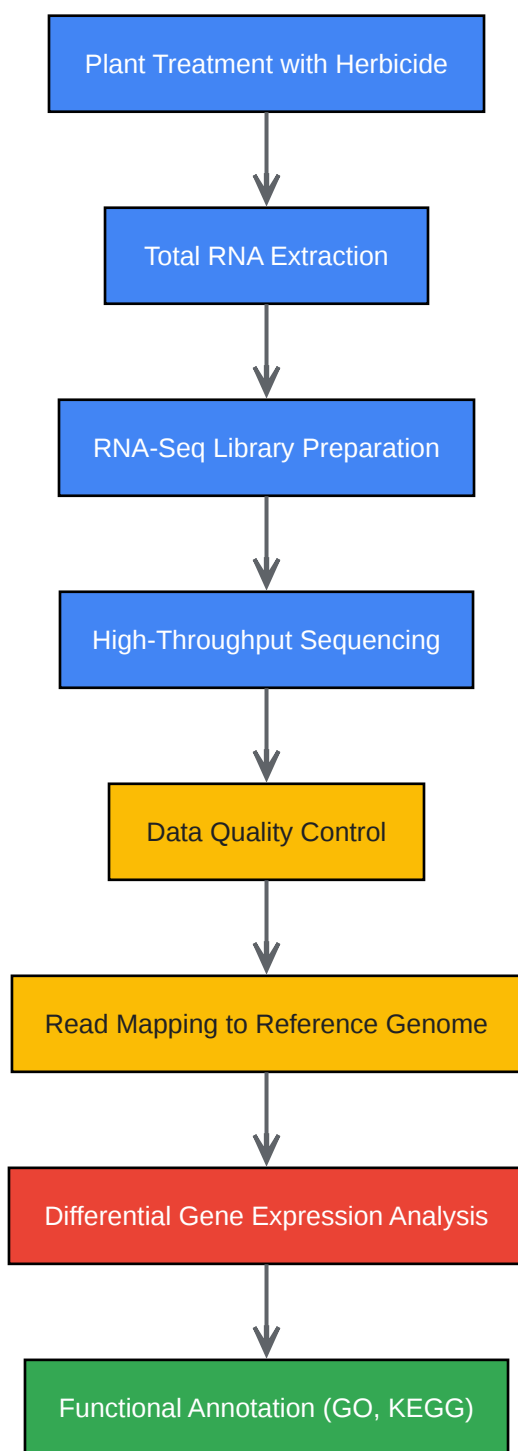 Plant Treatment with Herbicide
Total RNA Extraction
RNA-Seq Library Preparation
High-Throughput Sequencing
Data Quality Control
Read Mapping to Reference Genome
Differential Gene Expression Analysis
Functional Annotation (GO, KEGG)